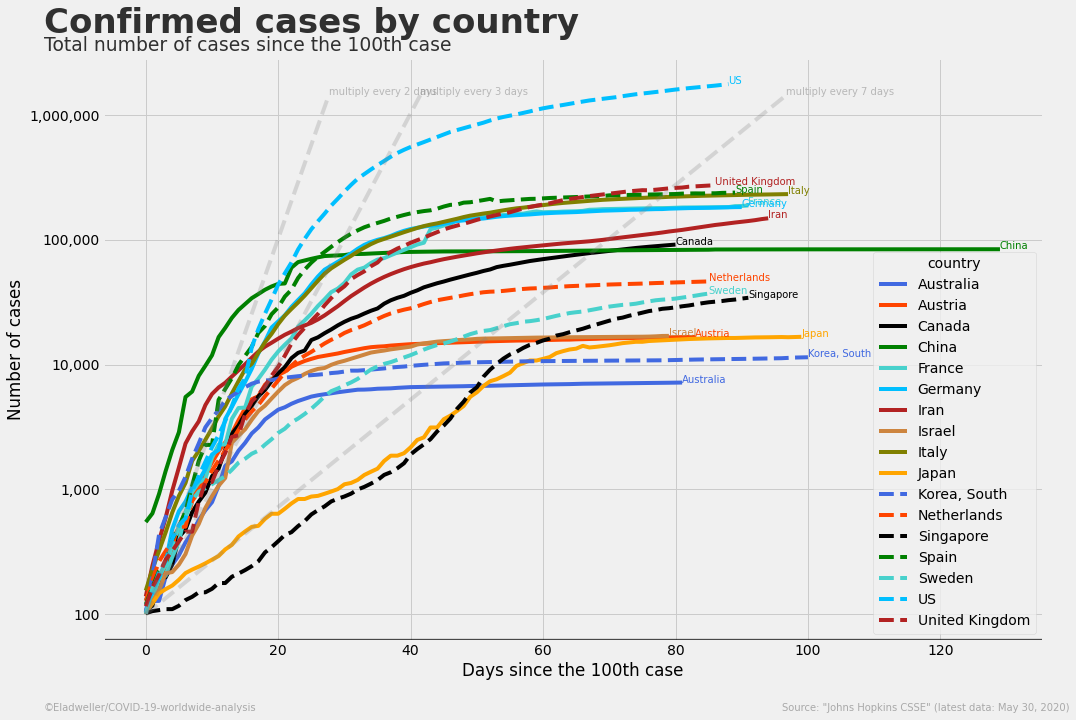 Confirmed cases by country
Total number of cases since the 100th case
multiply every 2 days
multiply every 3 days
multiply every 7 days
US
United Kingdom
Spain
Italy
France
Germany
Iran
Canada
China
Netherlands
Sweden
Singapore
Israel
Austria
Japan
Korea, South
Australia
Number of cases
1,000,000
100,000
10,000
1,000
100
0 20 40 60 80 100 120
Days since the 100th case
country
Australia
Austria
Canada
China
France
Germany
Iran
Israel
Italy
Japan
Korea, South
Netherlands
Singapore
Spain
Sweden
US
United Kingdom
©Eladweller/COVID-19-worldwide-analysis
Source: "Johns Hopkins CSSE" (latest data: May 30, 2020)